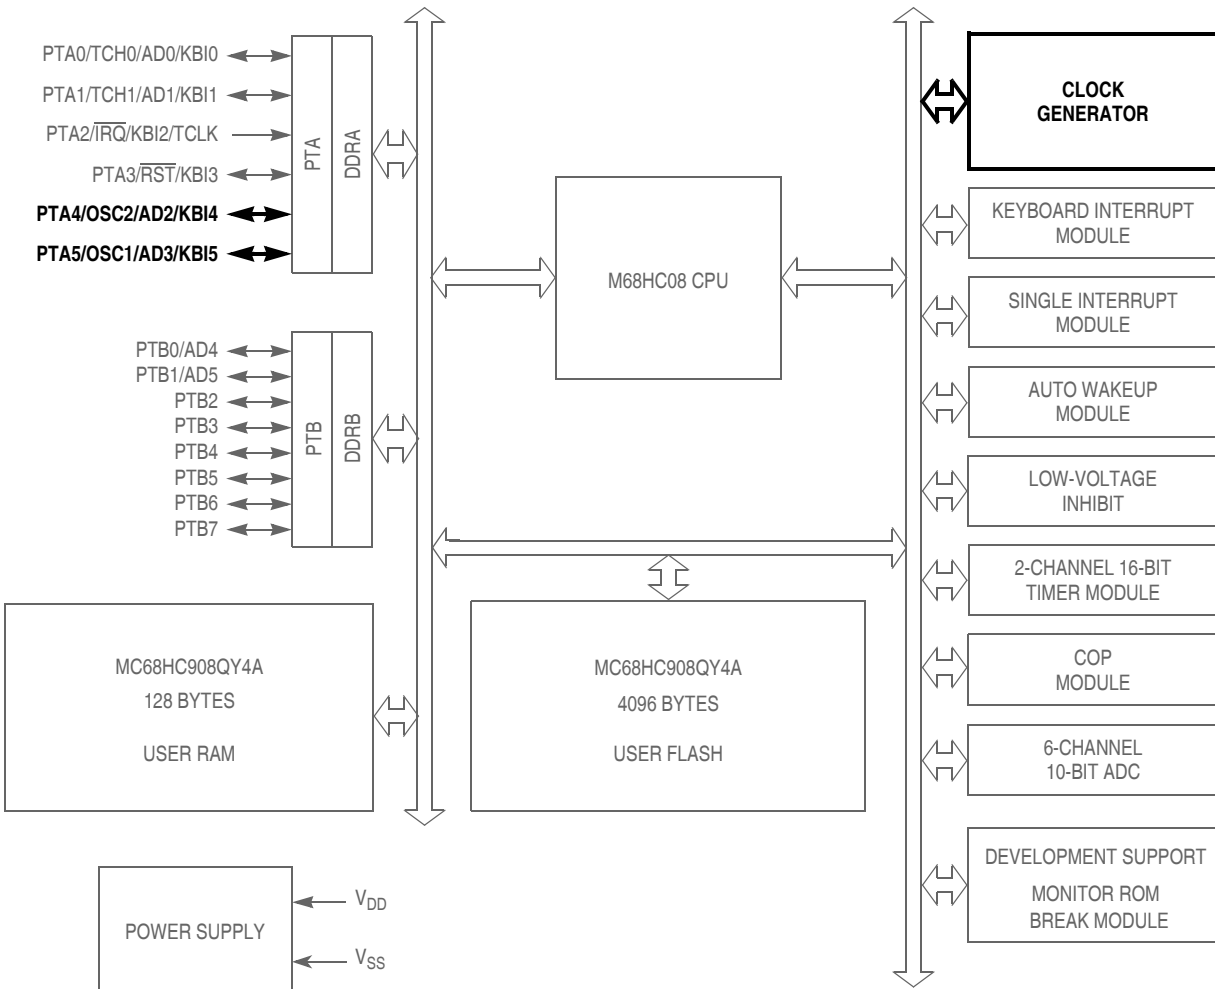 PTA0/TCH0/AD0/KBI0
PTA1/TCH1/AD1/KBI1
PTA2/I̅R̅Q̅/KBI2/TCLK
PTA3/R̅S̅T̅/KBI3
PTA4/OSC2/AD2/KBI4
PTA5/OSC1/AD3/KBI5
PTA
DDRA
PTB0/AD4
PTB1/AD5
PTB2
PTB3
PTB4
PTB5
PTB6
PTB7
PTB
DDRB
M68HC08 CPU
MC68HC908QY4A
128 BYTES
USER RAM
MC68HC908QY4A
4096 BYTES
USER FLASH
POWER SUPPLY
VDD
VSS
CLOCK
GENERATOR
KEYBOARD INTERRUPT
MODULE
SINGLE INTERRUPT
MODULE
AUTO WAKEUP
MODULE
LOW-VOLTAGE
INHIBIT
2-CHANNEL 16-BIT
TIMER MODULE
COP
MODULE
6-CHANNEL
10-BIT ADC
DEVELOPMENT SUPPORT
MONITOR ROM
BREAK MODULE